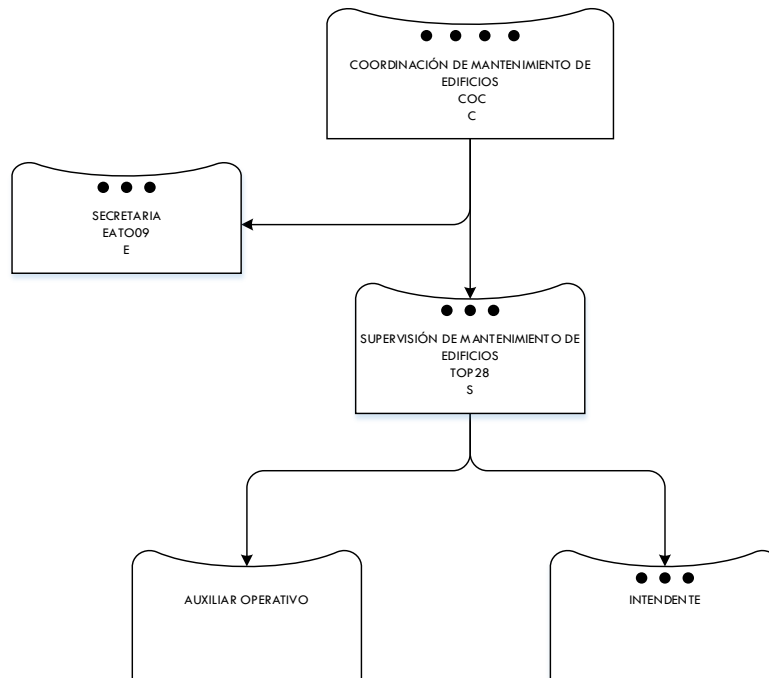 COORDINACIÓN DE MANTENIMIENTO DE
EDIFICIOS
COC
C
SECRETARIA
EATO09
E
SUPERVISIÓN DE MANTENIMIENTO DE
EDIFICIOS
TOP28
S
AUXILIAR OPERATIVO
INTENDENTE